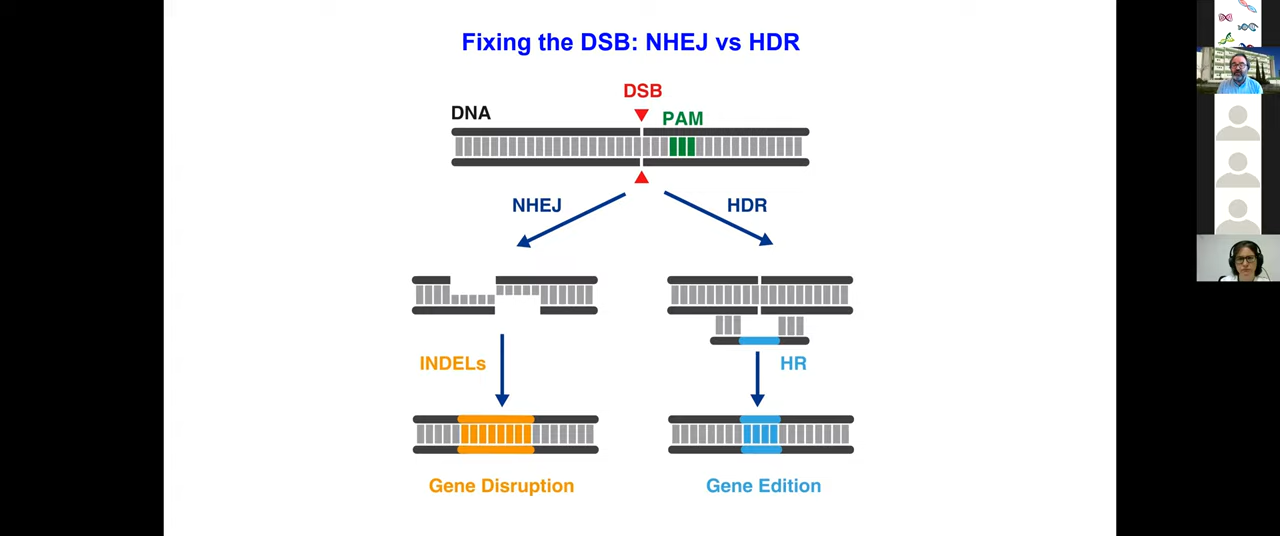 Fixing the DSB: NHEJ vs HDR
DSB
DNA
PAM
NHEJ
HDR
INDELs
HR
Gene Disruption
Gene Edition